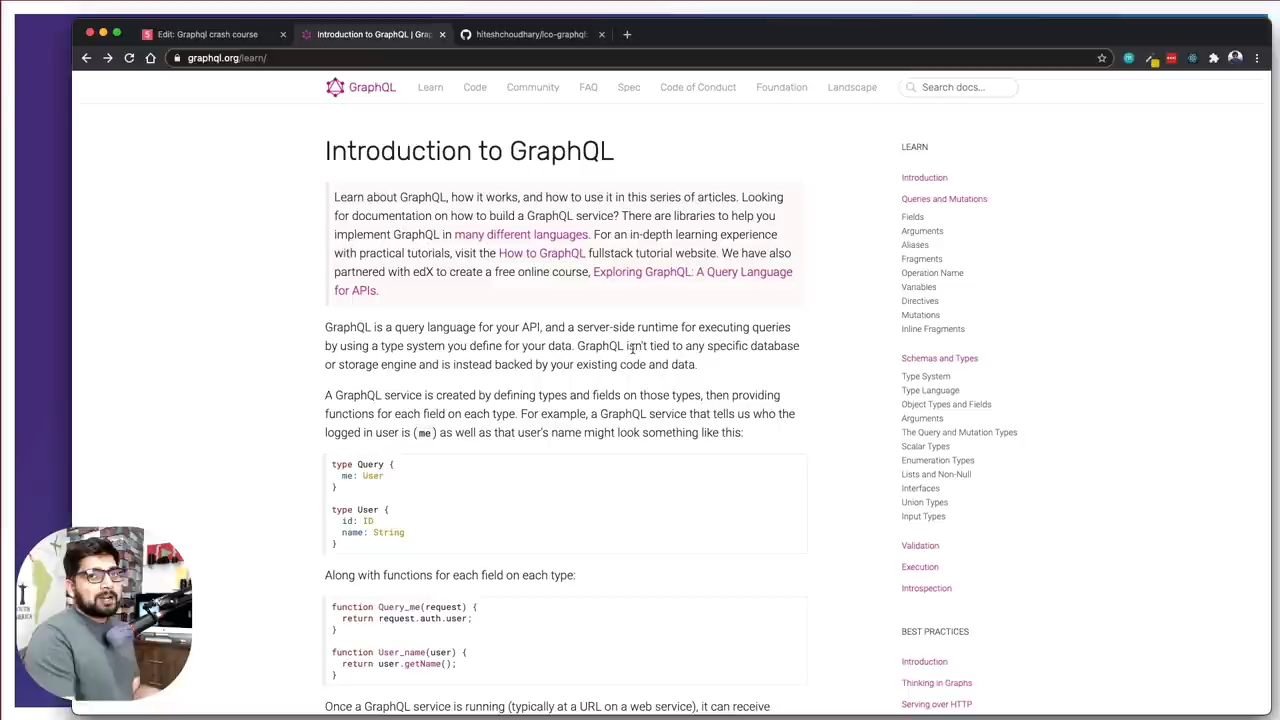 Edit: Graphql crash course
Introduction to GraphQL | Grap
hiteshchoudhary/lco-graphql:
graphql.org/learn/
GraphQL
Learn
Code
Community
FAQ
Spec
Code of Conduct
Foundation
Landscape
Search docs...
Introduction to GraphQL
Learn about GraphQL, how it works, and how to use it in this series of articles. Looking
for documentation on how to build a GraphQL service? There are libraries to help you
implement GraphQL in many different languages. For an in-depth learning experience
with practical tutorials, visit the How to GraphQL fullstack tutorial website. We have also
partnered with edX to create a free online course, Exploring GraphQL: A Query Language
for APIs.
GraphQL is a query language for your API, and a server-side runtime for executing queries
by using a type system you define for your data. GraphQL isn't tied to any specific database
or storage engine and is instead backed by your existing code and data.
A GraphQL service is created by defining types and fields on those types, then providing
functions for each field on each type. For example, a GraphQL service that tells us who the
logged in user is (me) as well as that user's name might look something like this:
type Query {
me: User
}
type User {
id: ID
name: String
}
Along with functions for each field on each type:
function Query_me(request) {
return request.auth.user;
}
function User_name(user) {
return user.getName();
}
Once a GraphQL service is running (typically at a URL on a web service), it can receive
LEARN
Introduction
Queries and Mutations
Fields
Arguments
Aliases
Fragments
Operation Name
Variables
Directives
Mutations
Inline Fragments
Schemas and Types
Type System
Type Language
Object Types and Fields
Arguments
The Query and Mutation Types
Scalar Types
Enumeration Types
Lists and Non-Null
Interfaces
Union Types
Input Types
Validation
Execution
Introspection
BEST PRACTICES
Introduction
Thinking in Graphs
Serving over HTTP